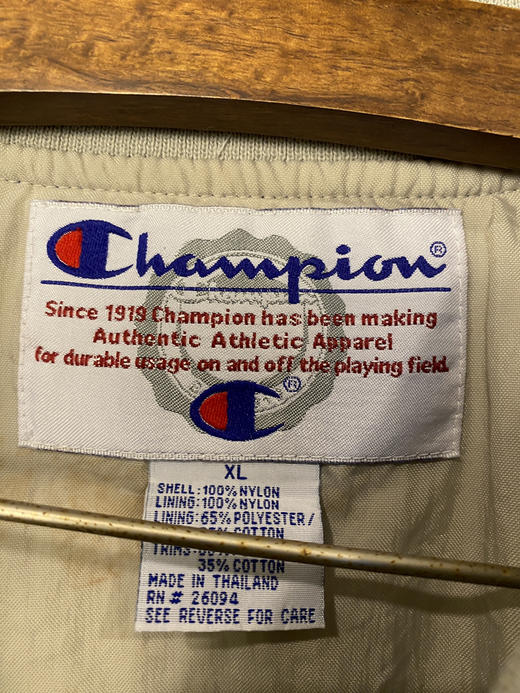 Champion®
Since 1919 Champion has been making
Authentic Athletic Apparel
for durable usage on and off the playing field.
®
XL
SHELL: 100% NYLON
LINING: 100% NYLON
LINING: 65% POLYESTER/
COTTON
TRIMS:
35% COTTON
MADE IN THAILAND
RN # 26094
SEE REVERSE FOR CARE